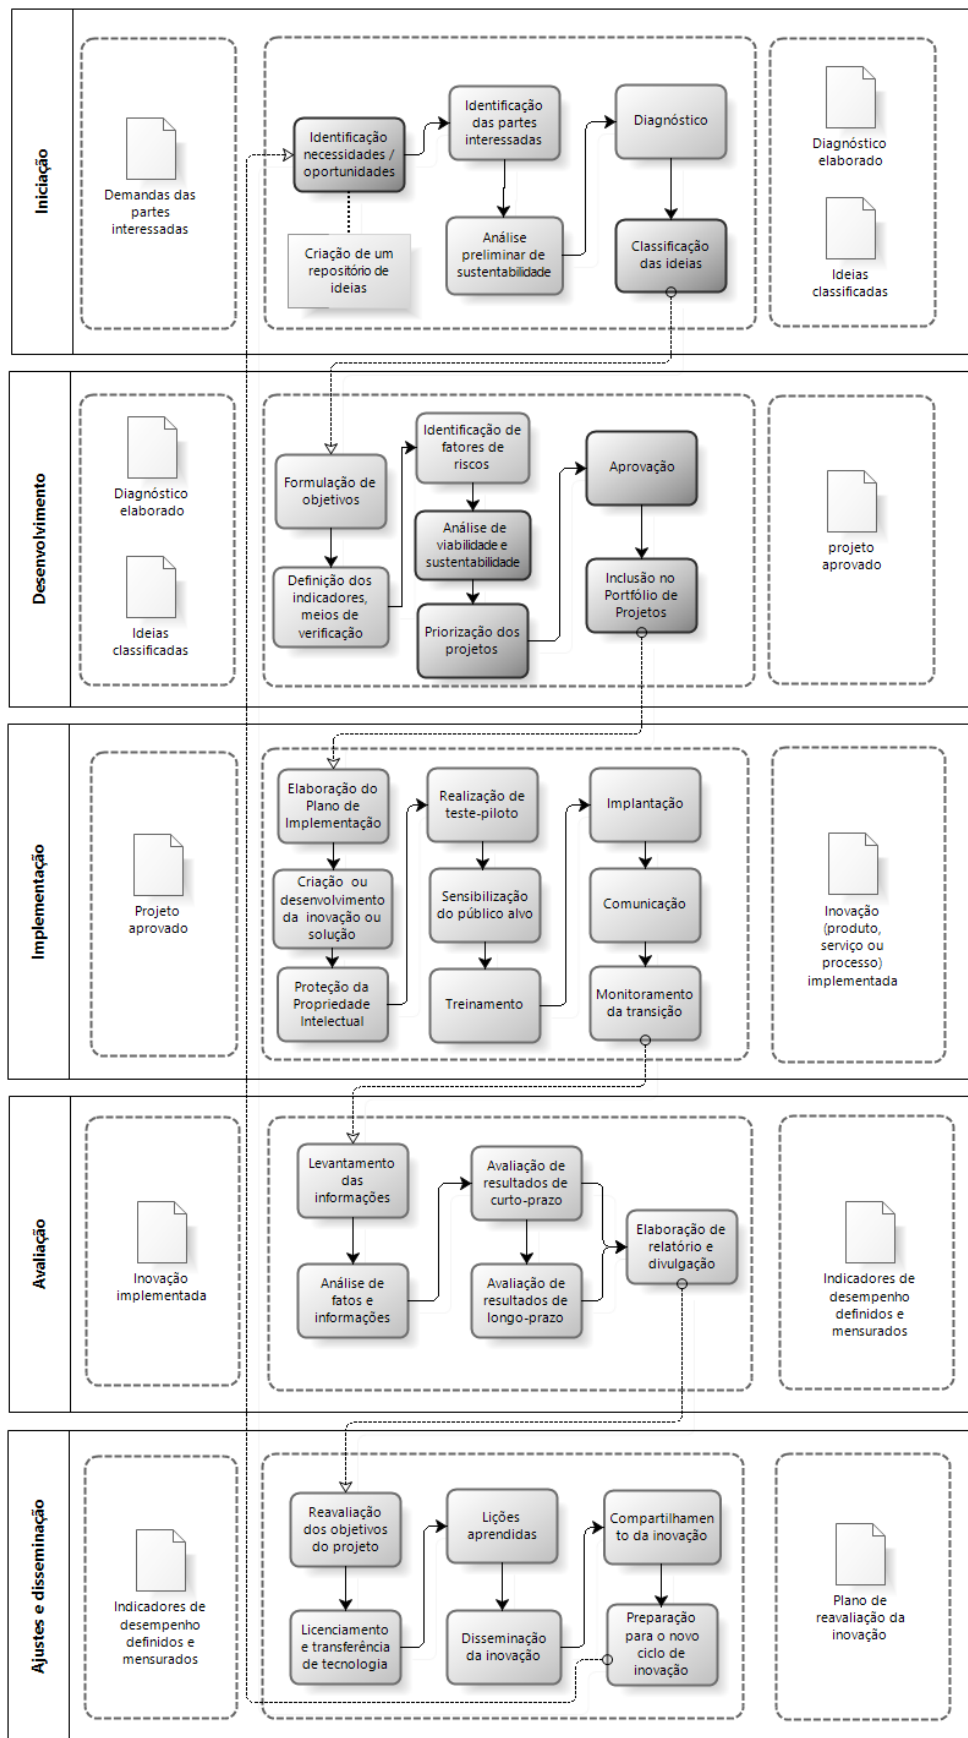 Iniciação
Demandas das
partes
interessadas
Identificação
necessidades /
oportunidades
Criação de um
repositório de
ideias
Identificação
das partes
interessadas
Análise
preliminar de
sustentabilidade
Diagnóstico
Classificação
das ideias
Diagnóstico
elaborado
Ideias
classificadas
Desenvolvimento
Diagnóstico
elaborado
Ideias
classificadas
Formulação de
objetivos
Definição dos
indicadores,
meios de
verificação
Identificação de
fatores de
riscos
Análise de
viabilidade e
sustentabilidade
Priorização dos
projetos
Aprovação
Inclusão no
Portfólio de
Projetos
projeto
aprovado
Implementação
Projeto
aprovado
Elaboração do
Plano de
Implementação
Criação ou
desenvolvimento
da inovação ou
solução
Proteção da
Propriedade
Intelectual
Realização de
teste-piloto
Sensibilização
do público alvo
Treinamento
Implantação
Comunicação
Monitoramento
da transição
Inovação
(produto,
serviço ou
processo)
implementada
Avaliação
Inovação
implementada
Levantamento
das
informações
Análise de
fatos e
informações
Avaliação de
resultados de
curto-prazo
Avaliação de
resultados de
longo-prazo
Elaboração de
relatório e
divulgação
Indicadores de
desempenho
definidos e
mensurados
Ajustes e disseminação
Indicadores de
desempenho
definidos e
mensurados
Reavaliação
dos objetivos
do projeto
Licenciamento
e transferência
de tecnologia
Lições
aprendidas
Disseminação
da inovação
Compartilhamen
to da inovação
Preparação
para o novo
ciclo de
inovação
Plano de
reavaliação da
inovação